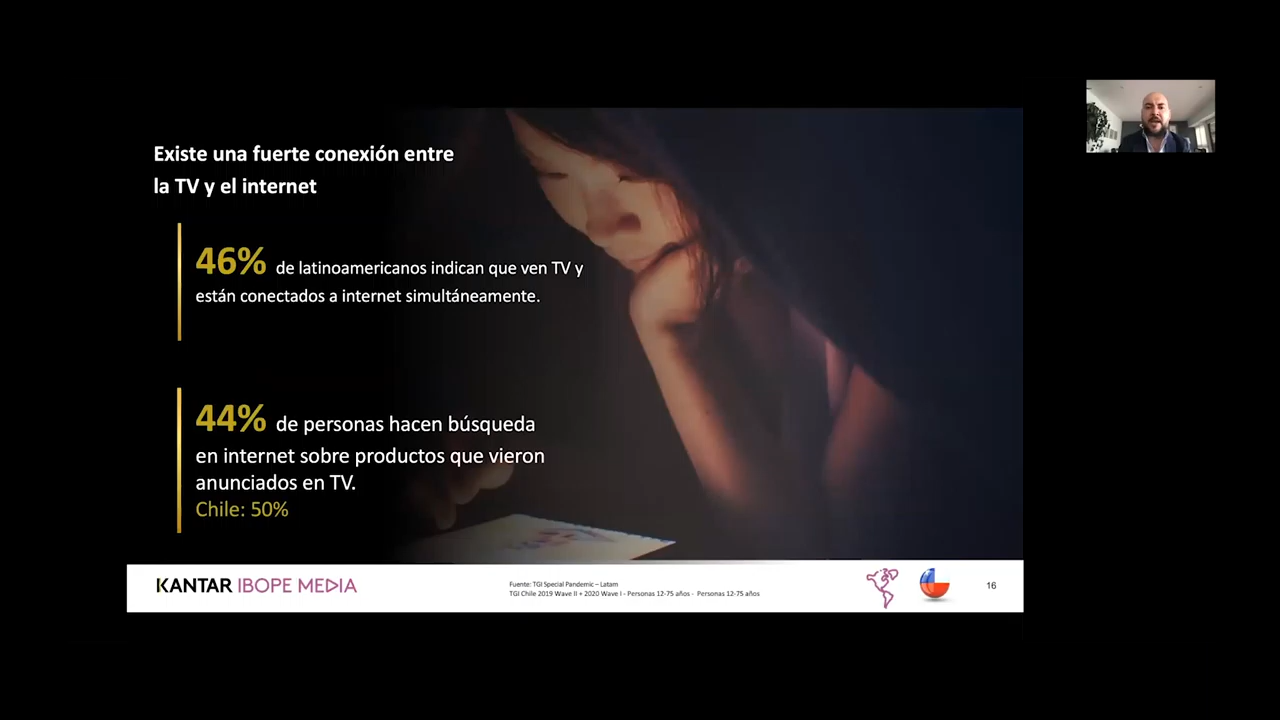 Existe una fuerte conexión entre
la TV y el internet
46% de latinoamericanos indican que ven TV y
están conectados a internet simultáneamente.
44% de personas hacen búsqueda
en internet sobre productos que vieron
anunciados en TV.
Chile: 50%
KANTAR IBOPE MEDIA
Fuente: TGI Special Pandemic – Latam
TGI Chile 2019 Wave II + 2020 Wave I - Personas 12-75 años - Personas 12-75 años
16